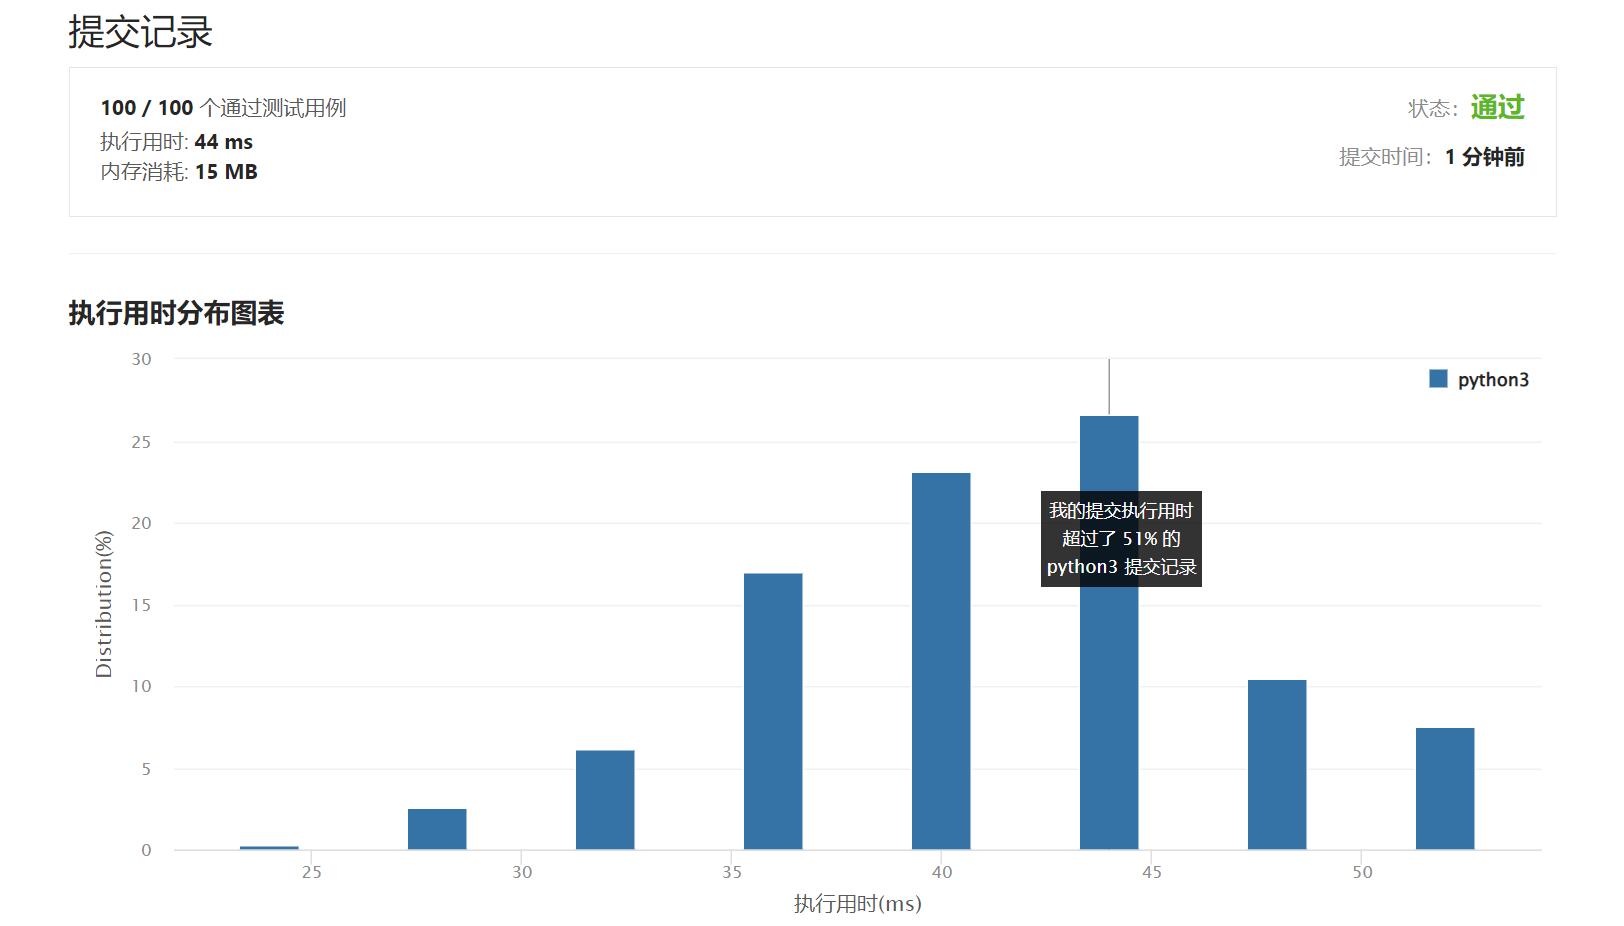 提交记录
100 / 100 个通过测试用例
状态：通过
执行用时: 44 ms
提交时间：1 分钟前
内存消耗: 15 MB
执行用时分布图表
30
python3
25
我的提交执行用时
超过了 51% 的
python3 提交记录
20
15
10
5
0
Distribution(%)
25 30 35 40 45 50
执行用时(ms)